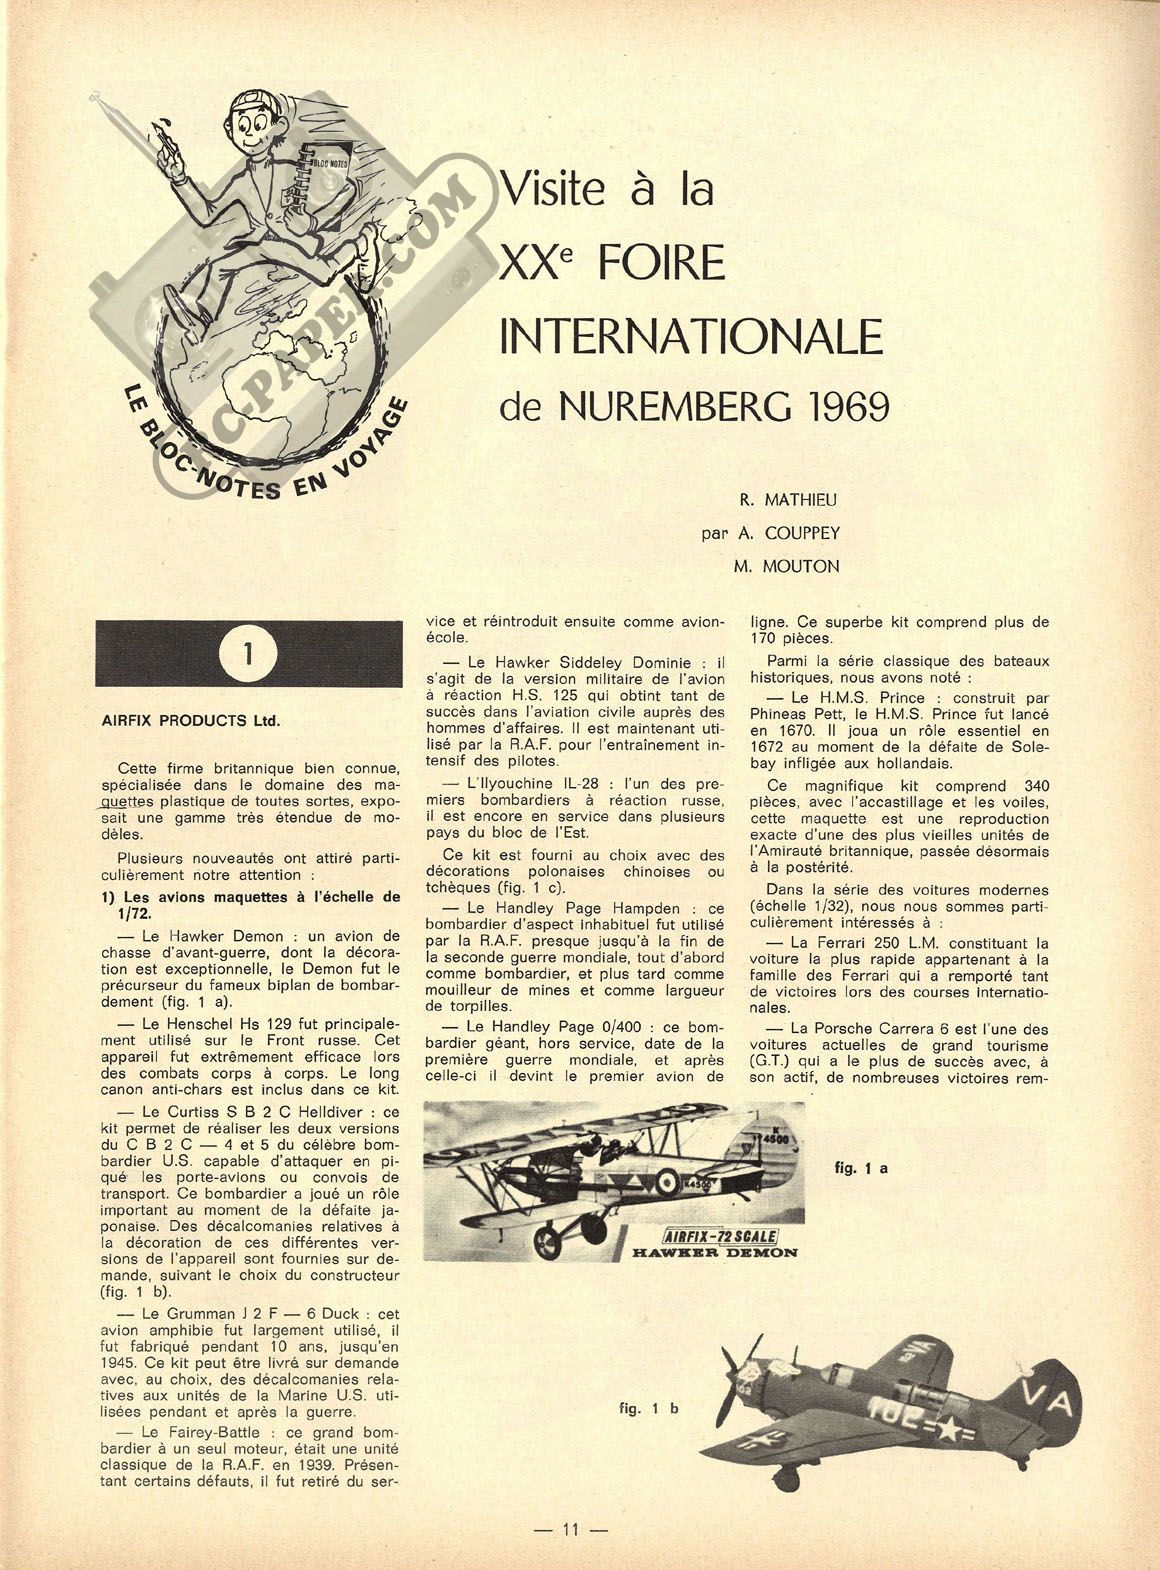 BLOC NOTES
LE BLOC-NOTES EN VOYAGE
RC-PAPER.COM
Visite à la
XXe FOIRE
INTERNATIONALE
de NUREMBERG 1969
R. MATHIEU
par A. COUPPEY
M. MOUTON
1
AIRFIX PRODUCTS Ltd.
Cette firme britannique bien connue,
spécialisée dans le domaine des ma-
quettes plastique de toutes sortes, expo-
sait une gamme très étendue de mo-
dèles.
Plusieurs nouveautés ont attiré parti-
culièrement notre attention :
1) Les avions maquettes à l'échelle de
1/72.
— Le Hawker Demon : un avion de
chasse d'avant-guerre, dont la décora-
tion est exceptionnelle, le Demon fut le
précurseur du fameux biplan de bombar-
dement (fig. 1 a).
— Le Henschel Hs 129 fut principale-
ment utilisé sur le Front russe. Cet
appareil fut extrêmement efficace lors
des combats corps à corps. Le long
canon anti-chars est inclus dans ce kit.
— Le Curtiss S B 2 C Helldiver : ce
kit permet de réaliser les deux versions
du C B 2 C — 4 et 5 du célèbre bom-
bardier U.S. capable d'attaquer en pi-
qué les porte-avions ou convois de
transport. Ce bombardier a joué un rôle
important au moment de la défaite ja-
ponaise. Des décalcomanies relatives à
la décoration de ces différentes ver-
sions de l'appareil sont fournies sur de-
mande, suivant le choix du constructeur
(fig. 1 b).
— Le Grumman J 2 F — 6 Duck : cet
avion amphibie fut largement utilisé, il
fut fabriqué pendant 10 ans, jusqu'en
1945. Ce kit peut être livré sur demande
avec, au choix, des décalcomanies rela-
tives aux unités de la Marine U.S. uti-
lisées pendant et après la guerre.
— Le Fairey-Battle : ce grand bom-
bardier à un seul moteur, était une unité
classique de la R.A.F. en 1939. Présen-
tant certains défauts, il fut retiré du ser-
vice et réintroduit ensuite comme avion-
école.
— Le Hawker Siddeley Dominie : il
s'agit de la version militaire de l'avion
à réaction H.S. 125 qui obtint tant de
succès dans l'aviation civile auprès des
hommes d'affaires. Il est maintenant uti-
lisé par la R.A.F. pour l'entraînement in-
tensif des pilotes.
— L'Ilyouchine IL-28 : l'un des pre-
miers bombardiers à réaction russe,
il est encore en service dans plusieurs
pays du bloc de l'Est.
Ce kit est fourni au choix avec des
décorations polonaises chinoises ou
tchèques (fig. 1 c).
— Le Handley Page Hampden : ce
bombardier d'aspect inhabituel fut utilisé
par la R.A.F. presque jusqu'à la fin de
la seconde guerre mondiale, tout d'abord
comme bombardier, et plus tard comme
mouilleur de mines et comme largueur
de torpilles.
— Le Handley Page 0/400 : ce bom-
bardier géant, hors service, date de la
première guerre mondiale, et après
celle-ci il devint le premier avion de
ligne. Ce superbe kit comprend plus de
170 pièces.
Parmi la série classique des bateaux
historiques, nous avons noté :
— Le H.M.S. Prince : construit par
Phineas Pett, le H.M.S. Prince fut lancé
en 1670. Il joua un rôle essentiel en
1672 au moment de la défaite de Sole-
bay infligée aux hollandais.
Ce magnifique kit comprend 340
pièces, avec l'accastillage et les voiles,
cette maquette est une reproduction
exacte d'une des plus vieilles unités de
l'Amirauté britannique, passée désormais
à la postérité.
Dans la série des voitures modernes
(échelle 1/32), nous nous sommes parti-
culièrement intéressés à :
— La Ferrari 250 L.M. constituant la
voiture la plus rapide appartenant à la
famille des Ferrari qui a remporté tant
de victoires lors des courses internatio-
nales.
— La Porsche Carrera 6 est l'une des
voitures actuelles de grand tourisme
(G.T.) qui a le plus de succès avec, à
son actif, de nombreuses victoires rem-
K
4500
K4500
AIRFIX-72 SCALE
HAWKER DEMON
fig. 1 a
fig. 1 b
VA
102
— 11 —